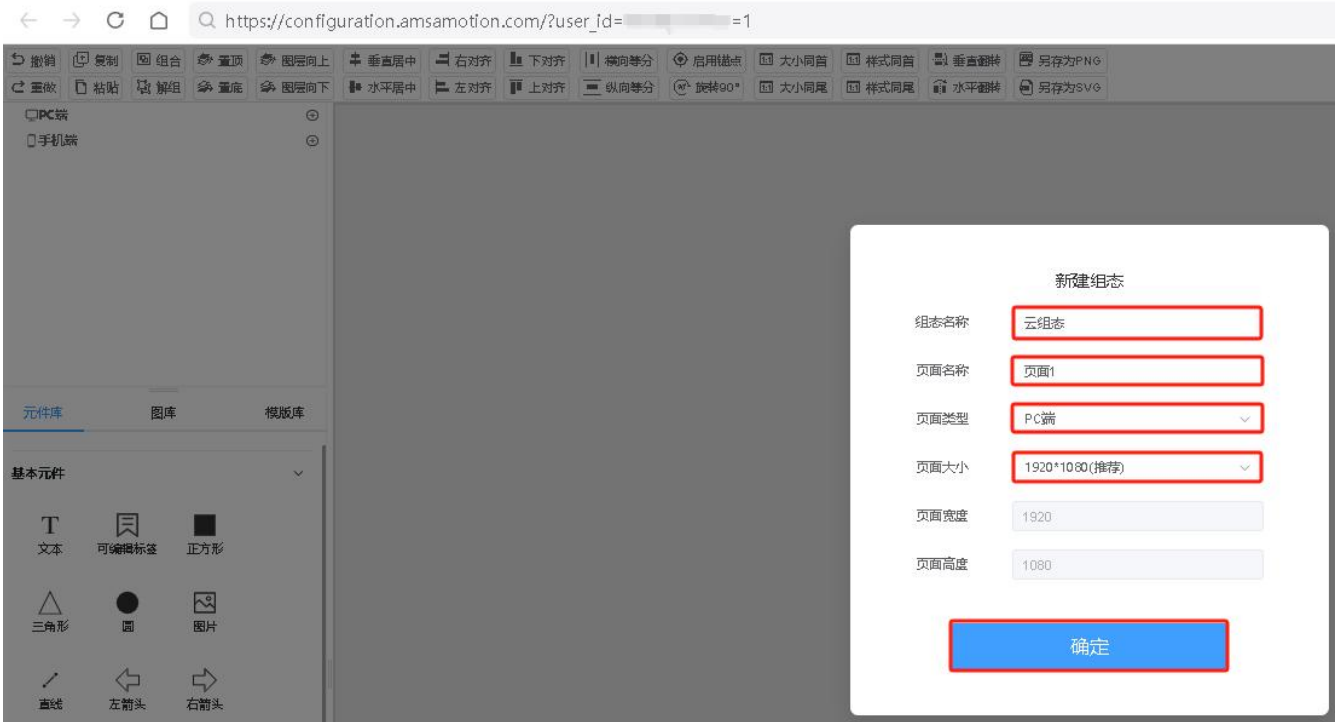 https://configuration.amsamotion.com/?user_id= =1
撤销 复制 组合 置顶 图层向上 垂直居中 右对齐 下对齐 横向等分 启用锚点 大小同首 样式同首 垂直翻转 另存为PNG
重做 粘贴 解组 置底 图层向下 水平居中 左对齐 上对齐 纵向等分 旋转90° 大小同尾 样式同尾 水平翻转 另存为SVG
PC端
手机端
元件库 图库 模版库
基本元件
T
文本 可编辑标签 正方形
三角形 圆 图片
直线 左箭头 右箭头
新建组态
组态名称 云组态
页面名称 页面1
页面类型 PC端
页面大小 1920*1080(推荐)
页面宽度 1920
页面高度 1080
确定